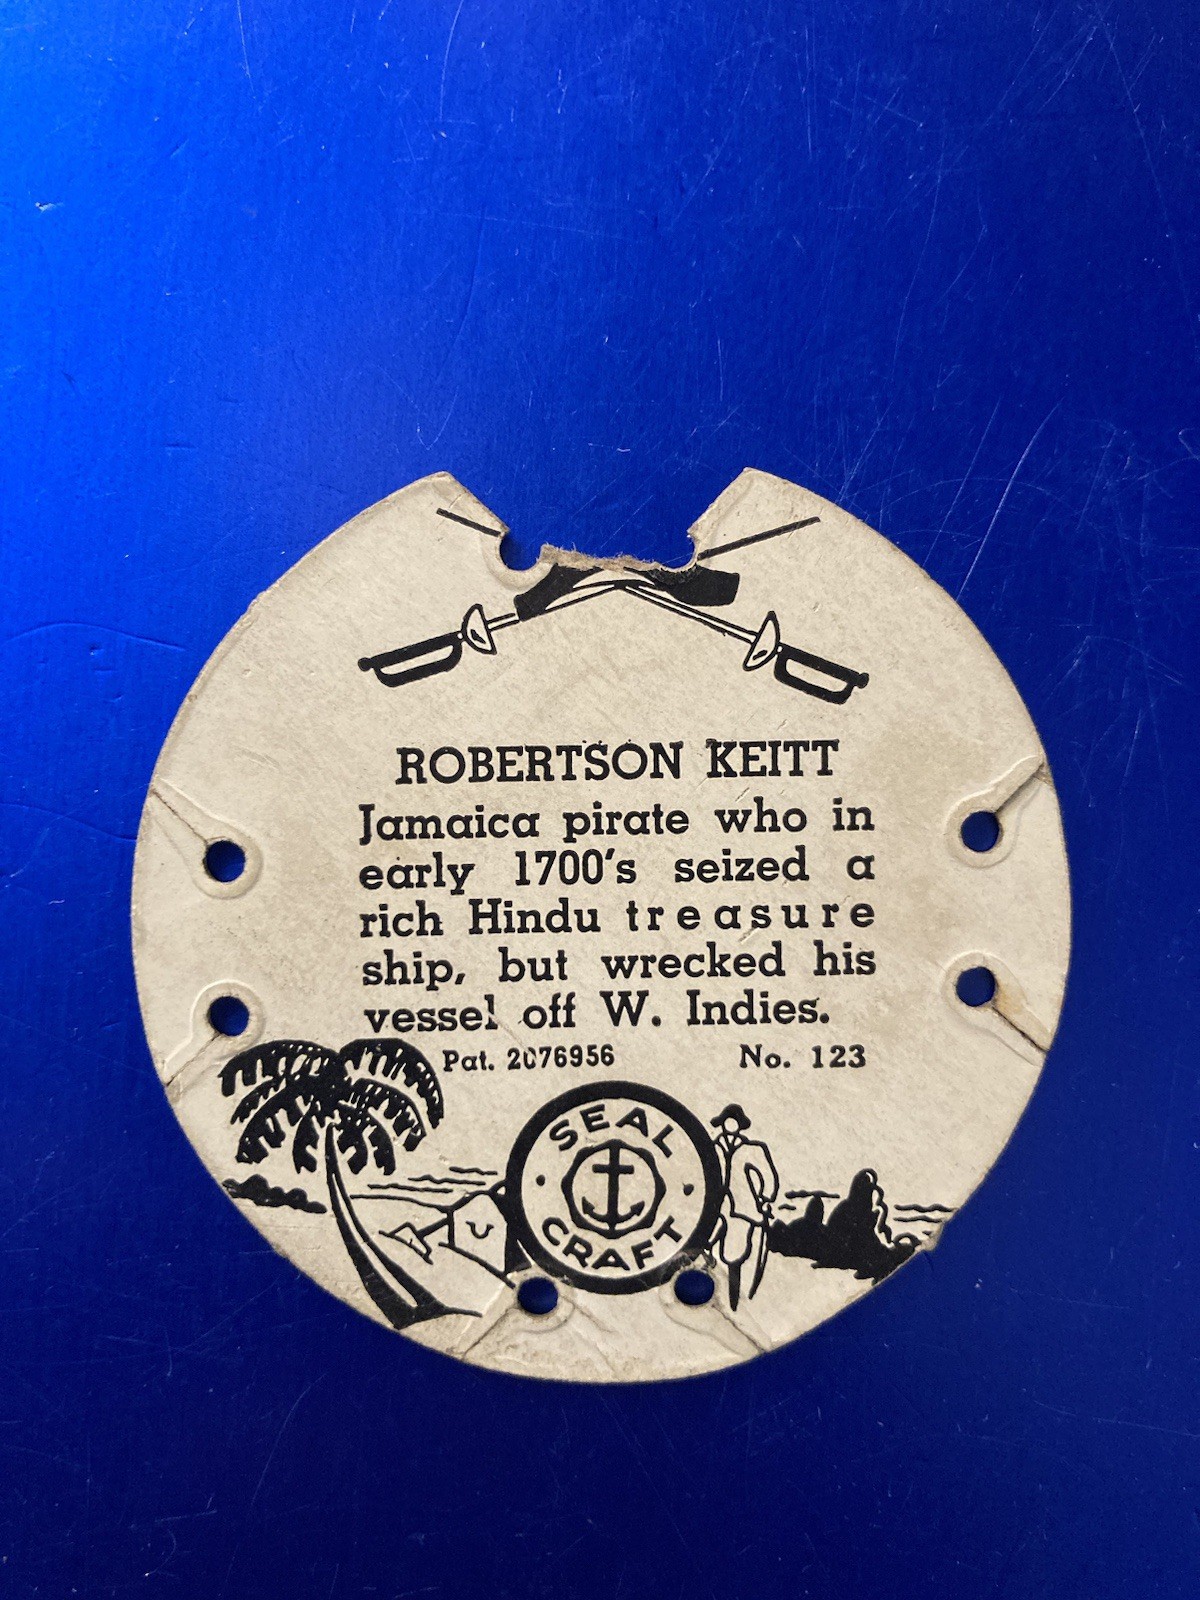 ROBERTSON KEITT
Jamaica pirate who in
early 1700's seized a
rich Hindu treasure
ship, but wrecked his
vessel off W. Indies.
Pat. 2076956 No. 123
SEAL
CRAFT